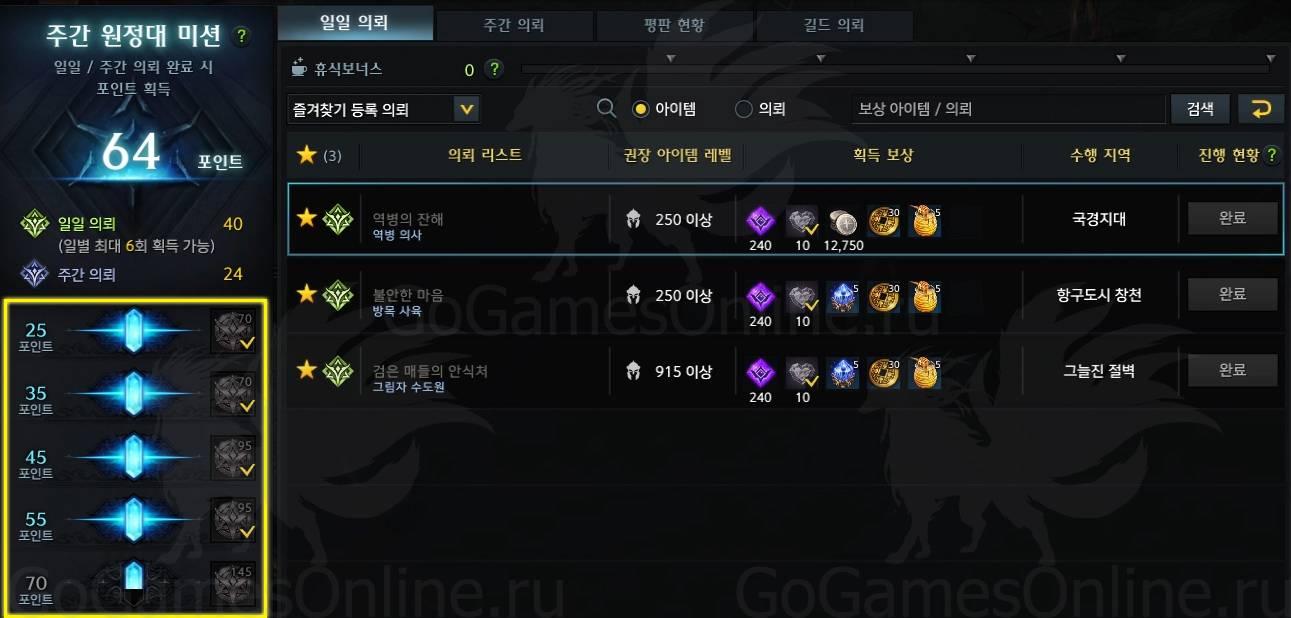 주간 원정대 미션 ?
일일 / 주간 의뢰 완료 시
포인트 획득
64 포인트
일일 의뢰 40
(일별 최대 6회 획득 가능)
주간 의뢰 24
25 포인트 70
35 포인트 70
45 포인트 95
55 포인트 95
70 포인트 145
일일 의뢰 주간 의뢰 평판 현황 길드 의뢰
휴식보너스 0 ?
즐겨찾기 등록 의뢰 아이템 의뢰 보상 아이템 / 의뢰 검색
(3) 의뢰 리스트 권장 아이템 레벨 획득 보상 수행 지역 진행 현황 ?
역병의 잔해
역병 의사
250 이상 240 10 12,750 30 5 국경지대 완료
불안한 마음
방목 사육
250 이상 240 10 5 30 5 항구도시 창천 완료
검은 매들의 안식처
그림자 수도원
915 이상 240 10 5 30 5 그늘진 절벽 완료
GoGamesOnline.ru
GoGamesOnline.ru
GoGamesOnline.ru